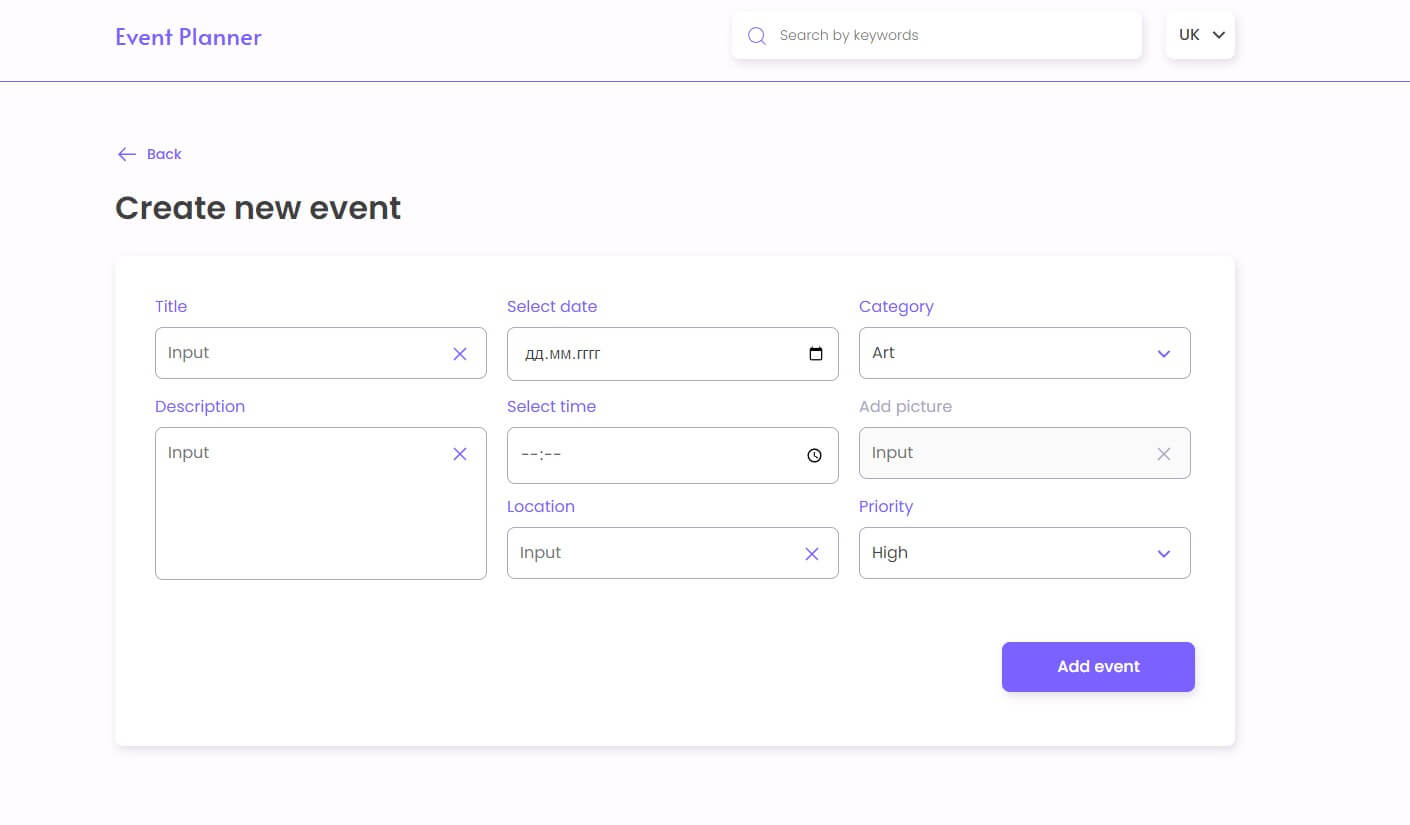 Event Planner
Search by keywords
UK
Back
Create new event
Title
Select date
Category
Input
дд.мм.гггг
Art
Description
Select time
Add picture
Input
--:--
Input
Location
Priority
Input
High
Add event